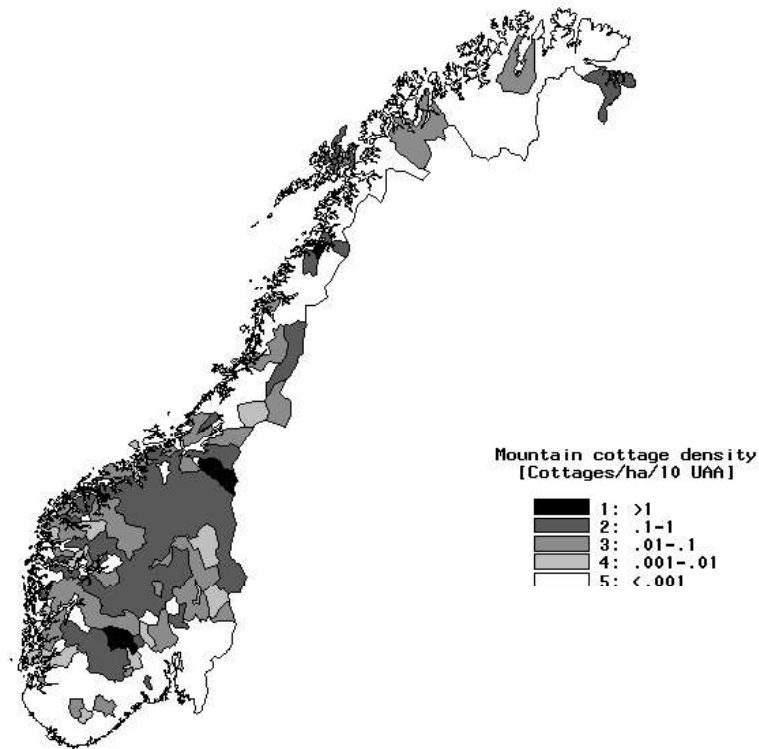 Mountain cottage density
[Cottages/ha/10 UAA]
1: >1
2: .1-1
3: .01-.1
4: .001-.01
5: <.001